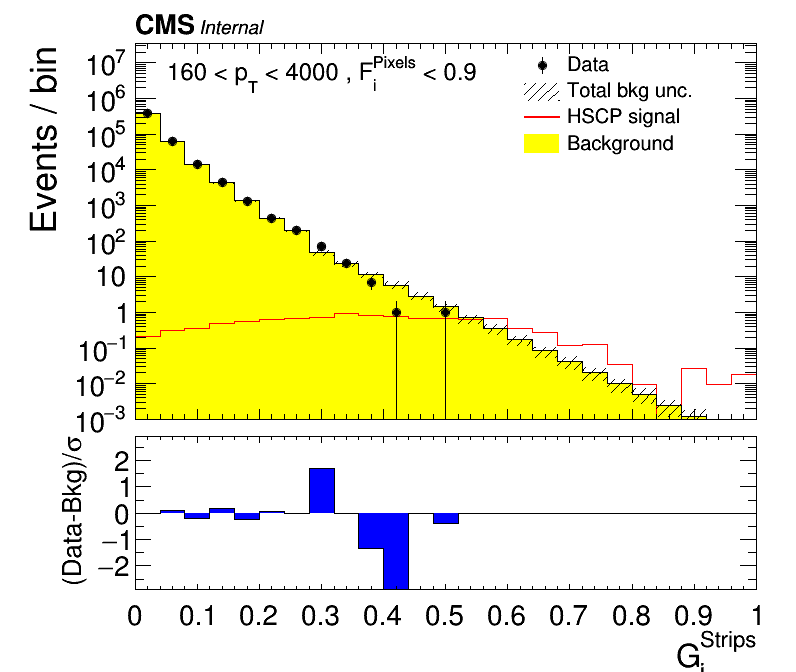 CMS Internal
160 < p_T < 4000 , F_i^Pixels < 0.9
Data
Total bkg unc.
HSCP signal
Background
Events / bin
10^7
10^6
10^5
10^4
10^3
10^2
10
1
10^−1
10^−2
10^−3
(Data-Bkg)/σ
2
1
0
−1
−2
0 0.1 0.2 0.3 0.4 0.5 0.6 0.7 0.8 0.9 1
G_i^Strips